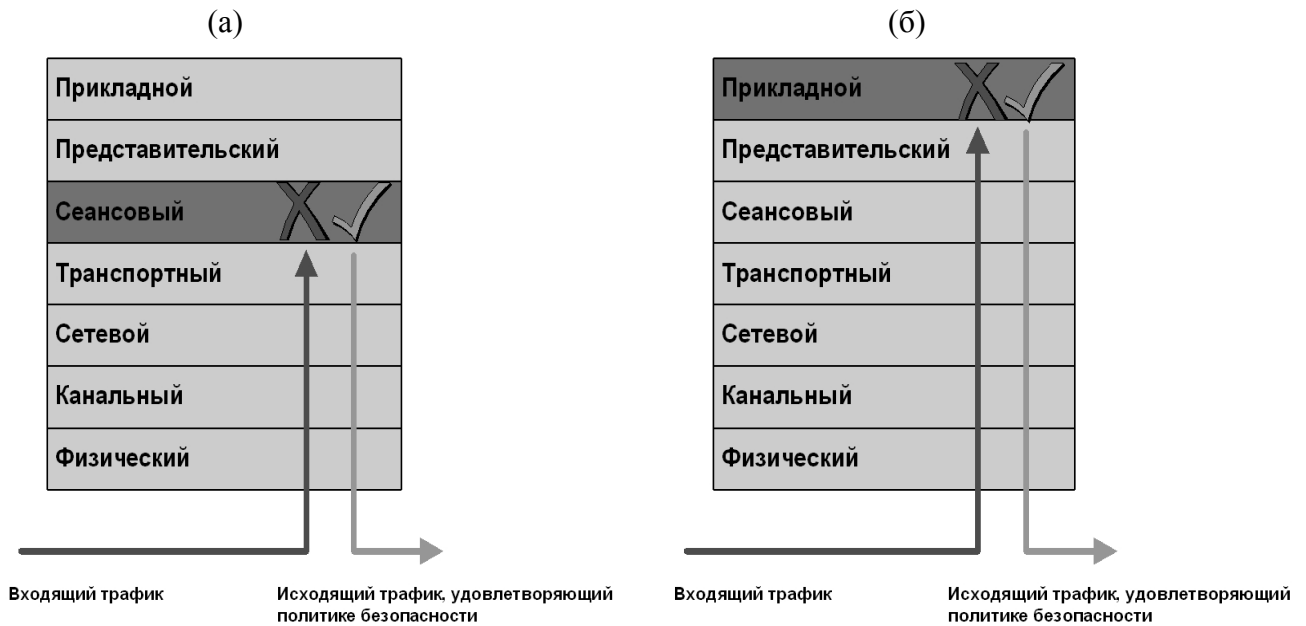 (а)
Прикладной
Представительский
Сеансовый
Транспортный
Сетевой
Канальный
Физический
Входящий трафик
Исходящий трафик, удовлетворяющий
политике безопасности
(б)
Прикладной
Представительский
Сеансовый
Транспортный
Сетевой
Канальный
Физический
Входящий трафик
Исходящий трафик, удовлетворяющий
политике безопасности